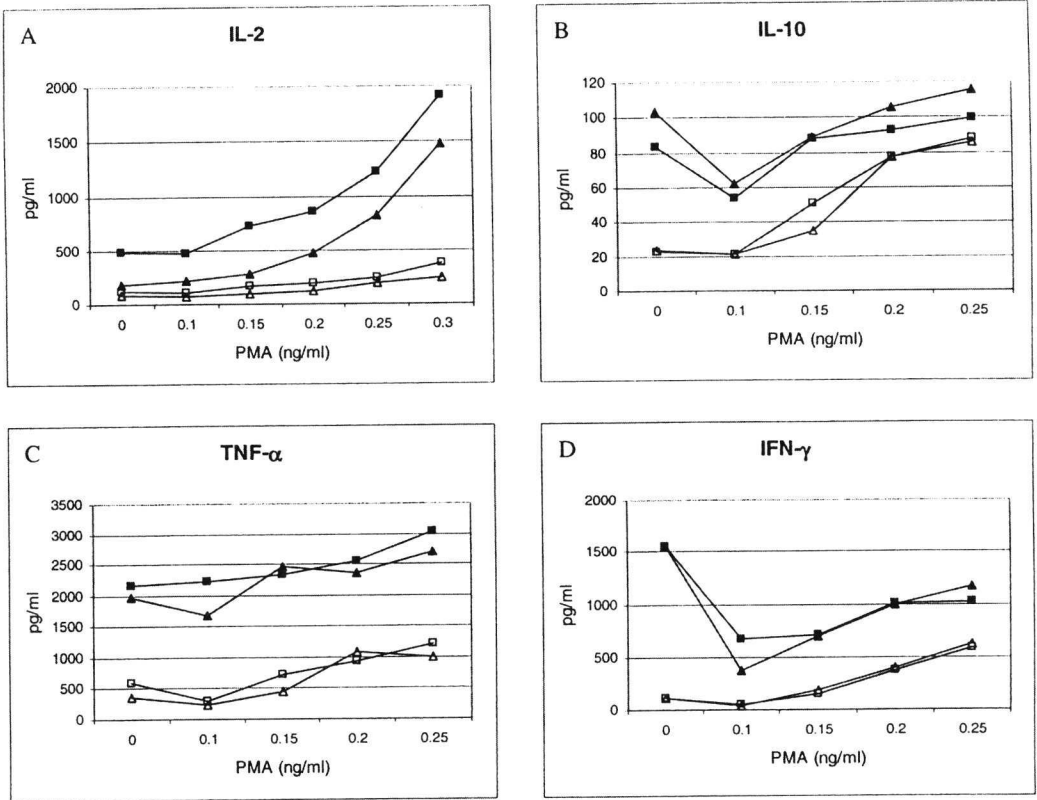 A
IL-2
2000
1500
1000
500
0
pg/ml
0 0.1 0.15 0.2 0.25 0.3
PMA (ng/ml)
B
IL-10
120
100
80
60
40
20
0
pg/ml
0 0.1 0.15 0.2 0.25
PMA (ng/ml)
C
TNF-α
3500
3000
2500
2000
1500
1000
500
0
pg/ml
0 0.1 0.15 0.2 0.25
PMA (ng/ml)
D
IFN-γ
2000
1500
1000
500
0
pg/ml
0 0.1 0.15 0.2 0.25
PMA (ng/ml)